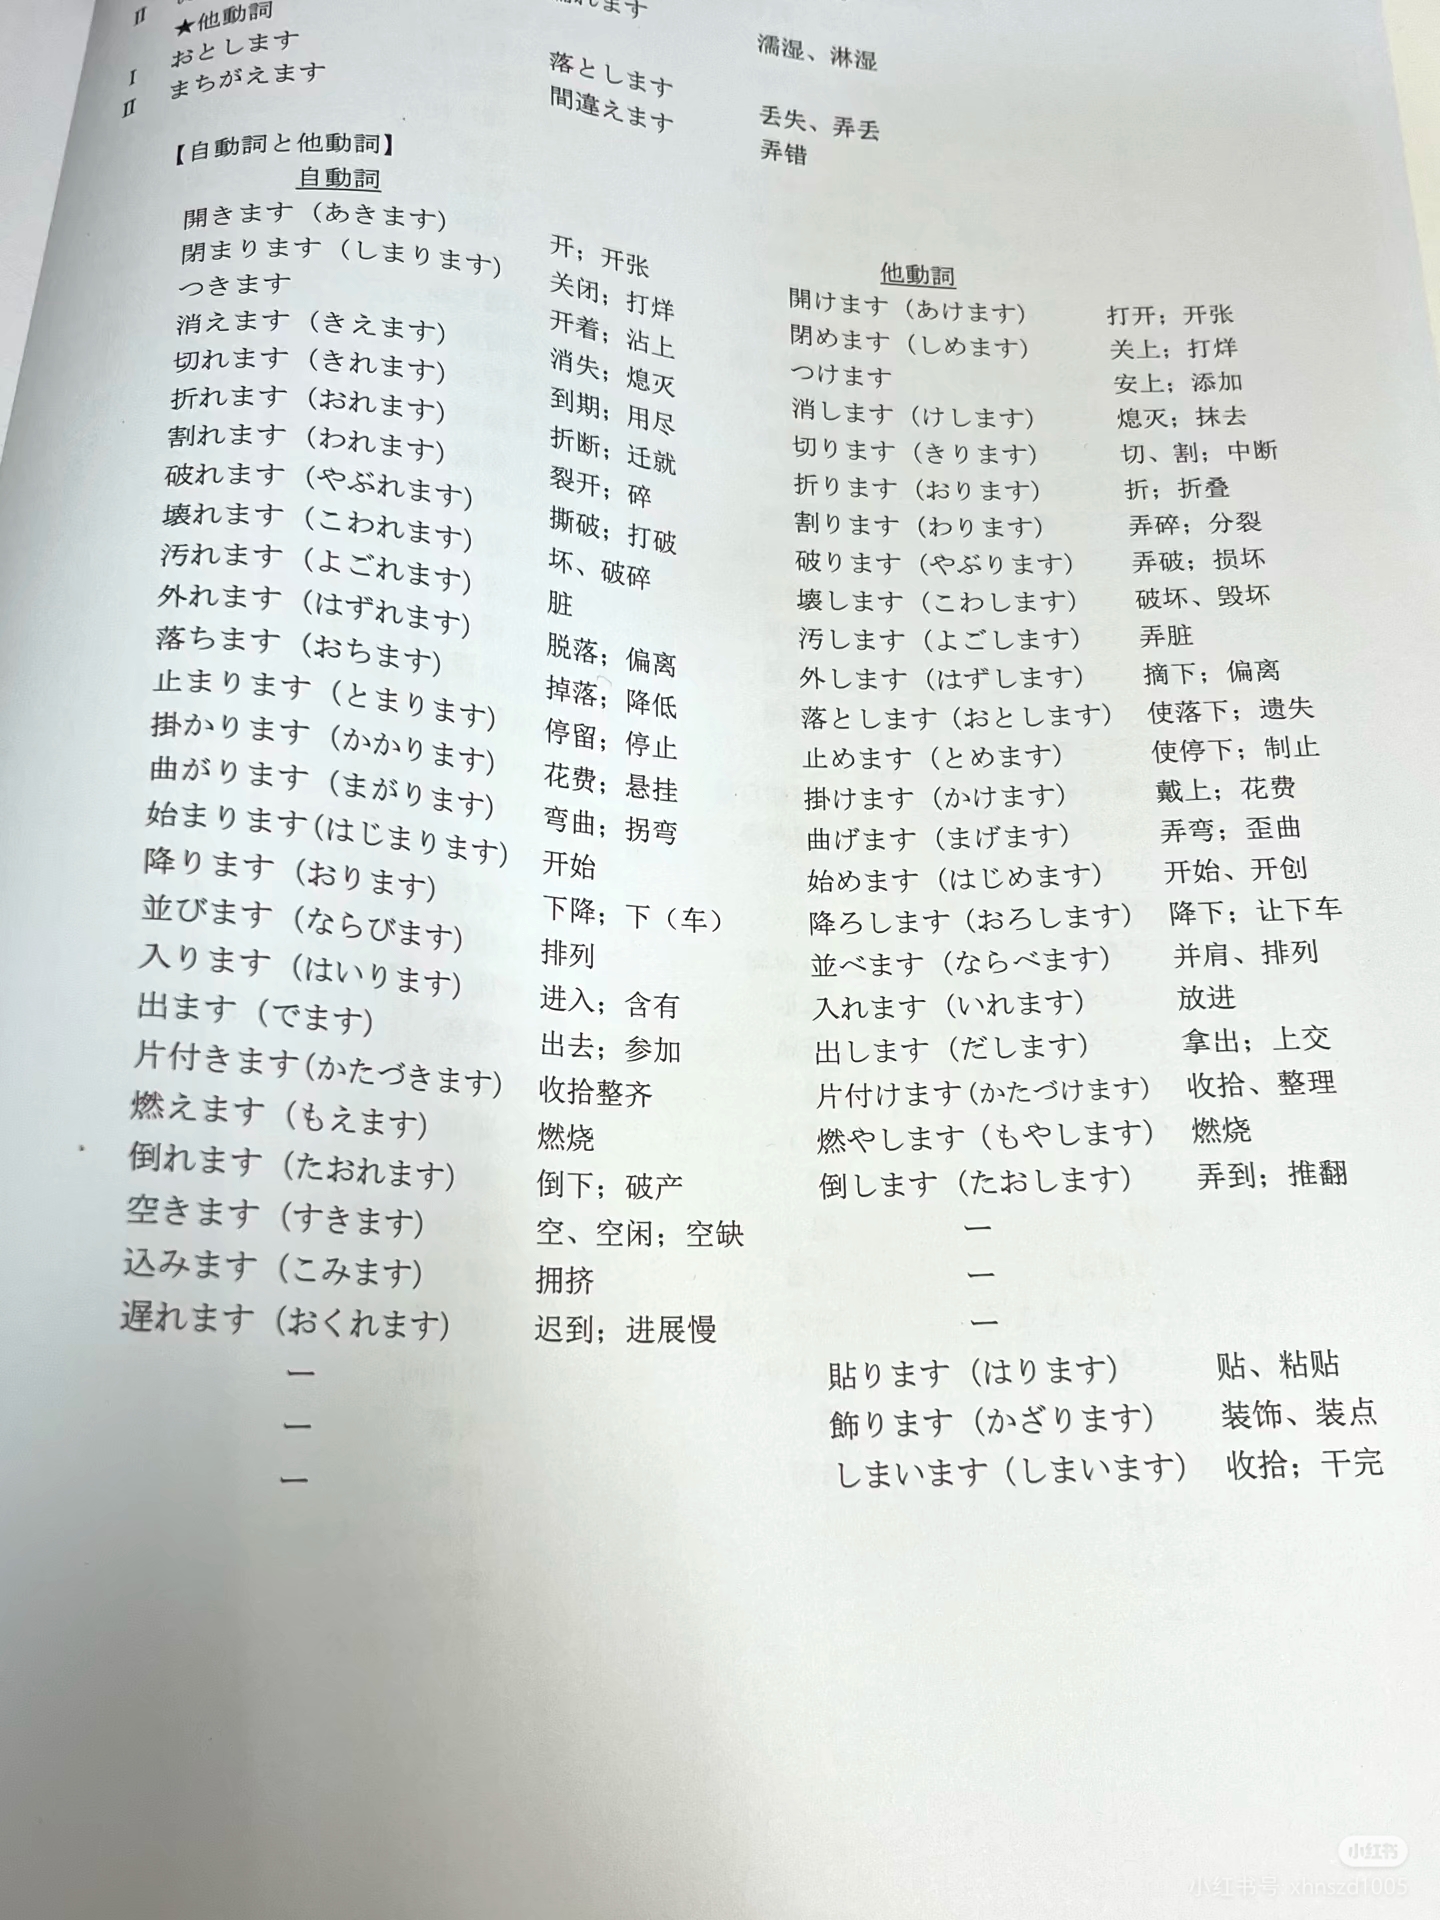 Ⅱ
★他動詞
濡れます 濡湿、淋湿
Ⅰ おとします 落とします 丢失、弄丢
Ⅱ まちがえます 間違えます 弄错
【自動詞と他動詞】
自動詞 他動詞
開きます（あきます） 开；开张 開けます（あけます） 打开；开张
閉まります（しまります） 关闭；打烊 閉めます（しめます） 关上；打烊
つきます 开着；沾上 つけます 安上；添加
消えます（きえます） 消失；熄灭 消します（けします） 熄灭；抹去
切れます（きれます） 到期；用尽 切ります（きります） 切、割；中断
折れます（おれます） 折断；迁就 折ります（おります） 折；折叠
割れます（われます） 裂开；碎 割ります（わります） 弄碎；分裂
破れます（やぶれます） 撕破；打破 破ります（やぶります） 弄破；损坏
壊れます（こわれます） 坏、破碎 壊します（こわします） 破坏、毁坏
汚れます（よごれます） 脏 汚します（よごします） 弄脏
外れます（はずれます） 脱落；偏离 外します（はずします） 摘下；偏离
落ちます（おちます） 掉落；降低 落とします（おとします） 使落下；遗失
止まります（とまります） 停留；停止 止めます（とめます） 使停下；制止
掛かります（かかります） 花费；悬挂 掛けます（かけます） 戴上；花费
曲がります（まがります） 弯曲；拐弯 曲げます（まげます） 弄弯；歪曲
始まります（はじまります） 开始 始めます（はじめます） 开始、开创
降ります（おります） 下降；下（车） 降ろします（おろします） 降下；让下车
並びます（ならびます） 排列 並べます（ならべます） 并肩、排列
入ります（はいります） 进入；含有 入れます（いれます） 放进
出ます（でます） 出去；参加 出します（だします） 拿出；上交
片付きます（かたづきます） 收拾整齐 片付けます（かたづけます） 收拾、整理
燃えます（もえます） 燃烧 燃やします（もやします） 燃烧
倒れます（たおれます） 倒下；破产 倒します（たおします） 弄到；推翻
空きます（すきます） 空、空闲；空缺 ー
込みます（こみます） 拥挤 ー
遅れます（おくれます） 迟到；进展慢 ー
ー 貼ります（はります） 贴、粘贴
ー 飾ります（かざります） 装饰、装点
ー しまいます（しまいます） 收拾；干完
小红书
小红书号 xhnszd1005